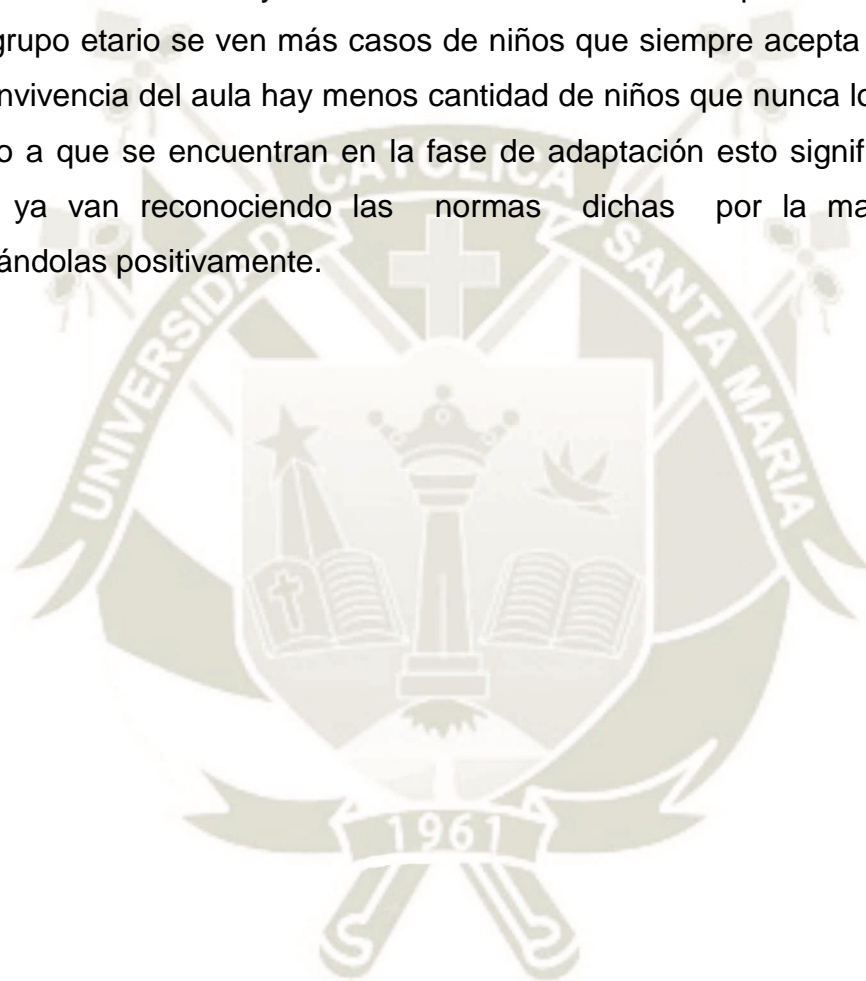 grupo etario se ven más casos de niños que siempre acepta
nvivencia del aula hay menos cantidad de niños que nunca lo
o a que se encuentran en la fase de adaptación esto signif
ya van reconociendo las normas dichas por la ma
ándolas positivamente.
UNIVERSIDAD CATOLICA SANTA MARIA
1961